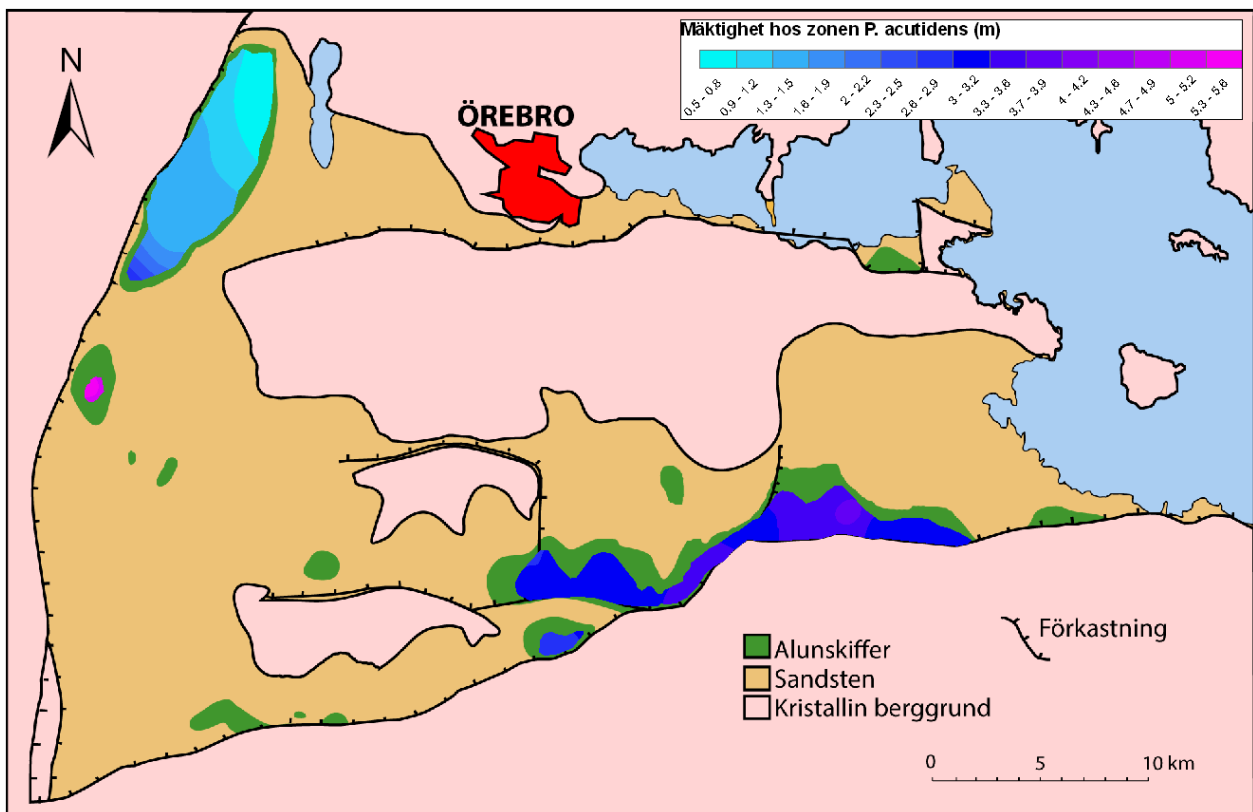 Mäktighet hos zonen P. acutidens (m)
0.5 - 0.8
0.9 - 1.2
1.3 - 1.5
1.6 - 1.9
2 - 2.2
2.3 - 2.5
2.6 - 2.9
3 - 3.2
3.3 - 3.6
3.7 - 3.9
4 - 4.2
4.3 - 4.6
4.7 - 4.9
5 - 5.2
5.3 - 5.6
N
ÖREBRO
Förkastning
Alunskiffer
Sandsten
Kristallin berggrund
0 5 10 km